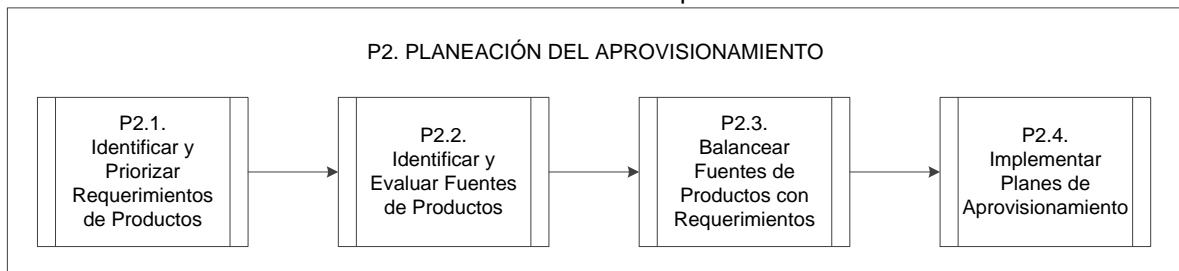 P2. PLANEACIÓN DEL APROVISIONAMIENTO
P2.1.
Identificar y
Priorizar
Requerimientos
de Productos
P2.2.
Identificar y
Evaluar Fuentes
de Productos
P2.3.
Balancear
Fuentes de
Productos con
Requerimientos
P2.4.
Implementar
Planes de
Aprovisionamiento